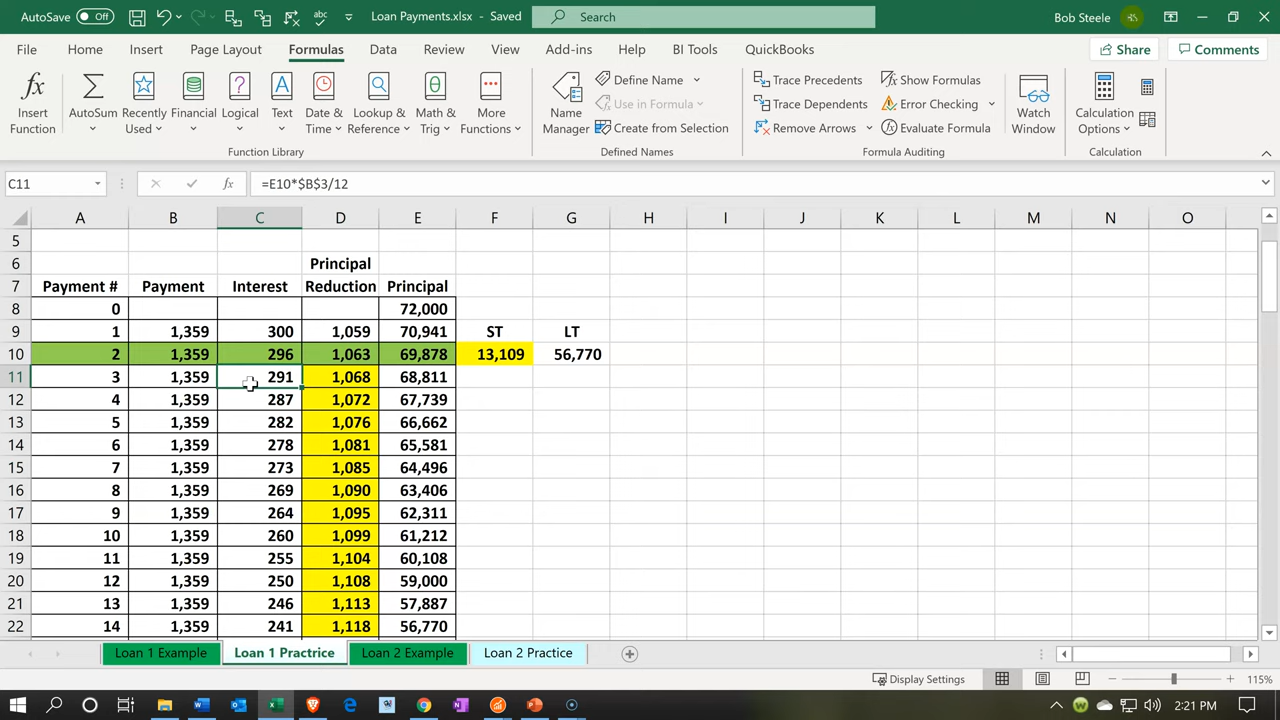 AutoSave Off Loan Payments.xlsx - Saved Search Bob Steele
File Home Insert Page Layout Formulas Data Review View Add-ins Help BI Tools QuickBooks Share Comments
Insert Function
AutoSum
Recently Used
Financial
Logical
Text
Date & Time
Lookup & Reference
Math & Trig
More Functions
Function Library
Name Manager
Define Name
Use in Formula
Create from Selection
Defined Names
Trace Precedents
Trace Dependents
Remove Arrows
Show Formulas
Error Checking
Evaluate Formula
Formula Auditing
Watch Window
Calculation Options
Calculation
C11 fx =E10*$B$3/12
A B C D E F G H I J K L M N O
5
6 Principal
7 Payment # Payment Interest Reduction Principal
8 0 72,000
9 1 1,359 300 1,059 70,941 ST LT
10 2 1,359 296 1,063 69,878 13,109 56,770
11 3 1,359 291 1,068 68,811
12 4 1,359 287 1,072 67,739
13 5 1,359 282 1,076 66,662
14 6 1,359 278 1,081 65,581
15 7 1,359 273 1,085 64,496
16 8 1,359 269 1,090 63,406
17 9 1,359 264 1,095 62,311
18 10 1,359 260 1,099 61,212
19 11 1,359 255 1,104 60,108
20 12 1,359 250 1,108 59,000
21 13 1,359 246 1,113 57,887
22 14 1,359 241 1,118 56,770
Loan 1 Example Loan 1 Practrice Loan 2 Example Loan 2 Practice
Display Settings 115%
2:21 PM